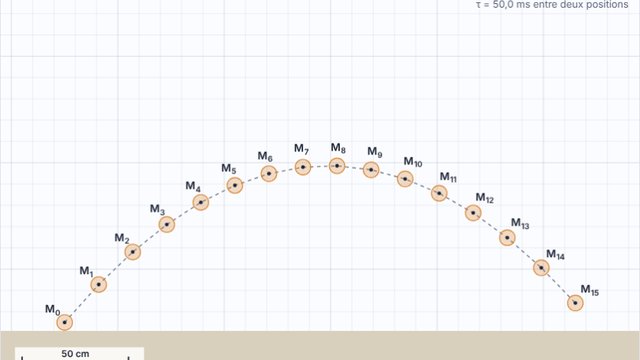 τ = 50,0 ms entre deux positions
M₀
M₁
M₂
M₃
M₄
M₅
M₆
M₇
M₈
M₉
M₁₀
M₁₁
M₁₂
M₁₃
M₁₄
M₁₅
50 cm